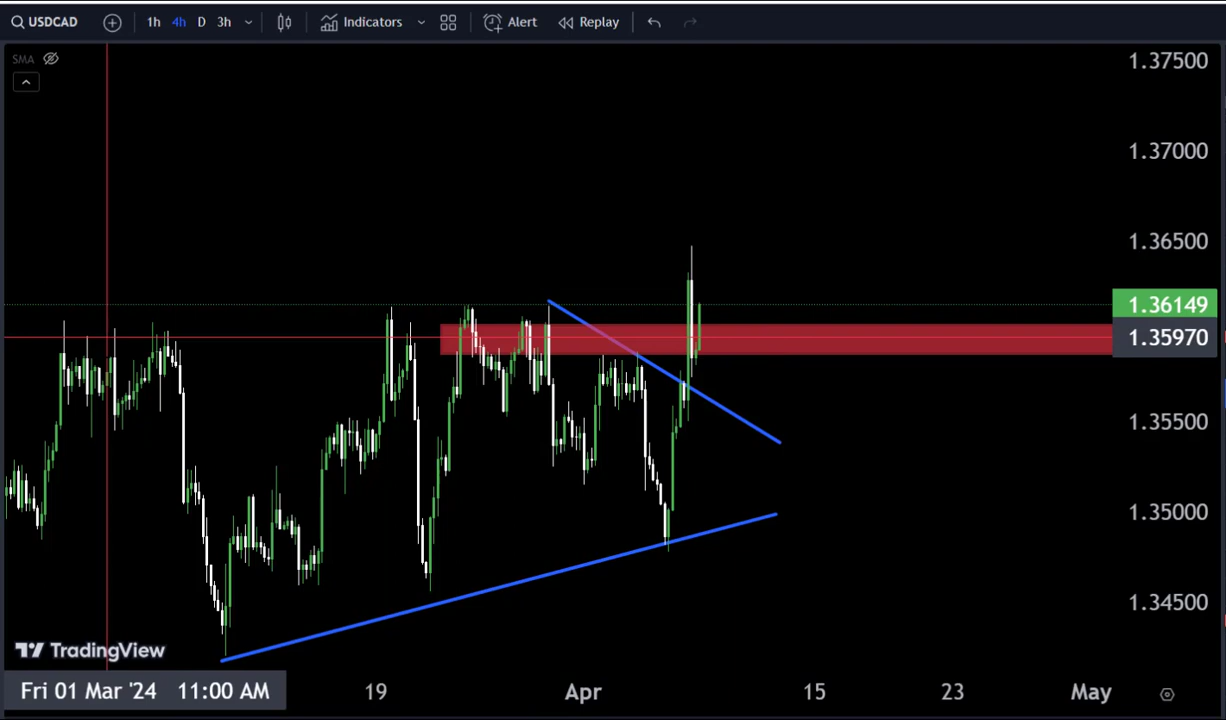 USDCAD 1h 4h D 3h Indicators Alert Replay
SMA
1.37500
1.37000
1.36500
1.36149
1.35970
1.35500
1.35000
1.34500
TradingView
Fri 01 Mar '24 11:00 AM 19 Apr 15 23 May